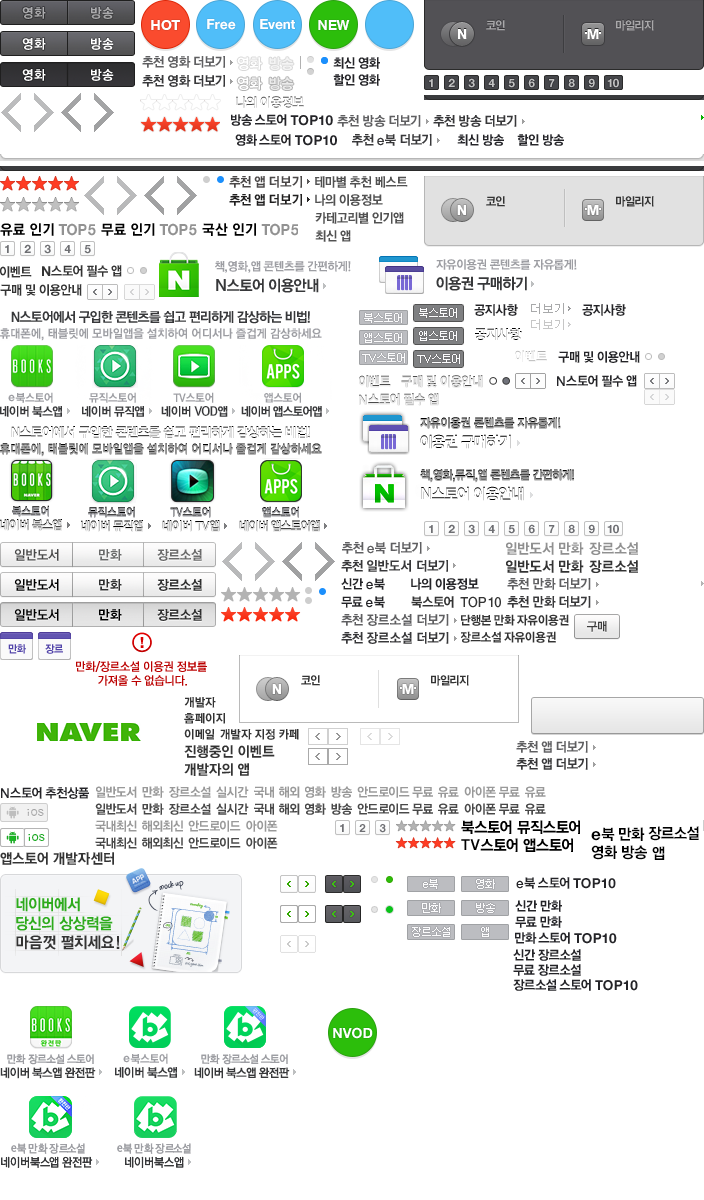 영화 방송
영화 방송
영화 방송
HOT
Free
Event
NEW
코인
마일리지
추천 영화 더보기
영화 방송
최신 영화
추천 영화 더보기
영화 방송
할인 영화
1 2 3 4 5 6 7 8 9 10
나의 이용정보
방송 스토어 TOP10 추천 방송 더보기 추천 방송 더보기
영화 스토어 TOP10 추천 e북 더보기 최신 방송 할인 방송
추천 앱 더보기 테마별 추천 베스트
추천 앱 더보기 나의 이용정보
카테고리별 인기앱
최신 앱
코인
마일리지
유료 인기 TOP5 무료 인기 TOP5 국산 인기 TOP5
1 2 3 4 5
이벤트 N스토어 필수 앱
구매 및 이용안내
N
책,영화,앱 콘텐츠를 간편하게!
N스토어 이용안내
자유이용권 콘텐츠를 자유롭게!
이용권 구매하기
N스토어에서 구입한 콘텐츠를 쉽고 편리하게 감상하는 비법!
휴대폰에, 태블릿에 모바일앱을 설치하여 어디서나 즐겁게 감상하세요
북스토어 북스토어 공지사항 더보기 공지사항
더보기
앱스토어 앱스토어 공지사항
TV스토어 TV스토어
이벤트 구매 및 이용안내
BOOKS
APPS
e북스토어 뮤직스토어 TV스토어 앱스토어
네이버 북스앱 네이버 뮤직앱 네이버 VOD앱 네이버 앱스토어앱
이벤트 구매 및 이용안내 N스토어 필수 앱
N스토어 필수 앱
N스토어에서 구입한 콘텐츠를 쉽고 편리하게 감상하는 비법!
휴대폰에, 태블릿에 모바일앱을 설치하여 어디서나 즐겁게 감상하세요
자유이용권 콘텐츠를 자유롭게!
이용권 구매하기
BOOKS
NAVER
APPS
북스토어 뮤직스토어 TV스토어 앱스토어
네이버 북스앱 네이버 뮤직앱 네이버 TV앱 네이버 앱스토어앱
N
책,영화,뮤직,앱 콘텐츠를 간편하게!
N스토어 이용안내
1 2 3 4 5 6 7 8 9 10
일반도서 만화 장르소설
일반도서 만화 장르소설
일반도서 만화 장르소설
추천 e북 더보기 일반도서 만화 장르소설
추천 일반도서 더보기 일반도서 만화 장르소설
신간 e북 나의 이용정보 추천 만화 더보기
무료 e북 북스토어 TOP10 추천 만화 더보기
추천 장르소설 더보기 단행본 만화 자유이용권
추천 장르소설 더보기 장르소설 자유이용권
구매
만화 장르
만화/장르소설 이용권 정보를
가져올 수 없습니다.
코인
마일리지
NAVER
개발자
홈페이지
이메일 개발자 지정 카페
진행중인 이벤트
개발자의 앱
추천 앱 더보기
추천 앱 더보기
N스토어 추천상품 일반도서 만화 장르소설 실시간 국내 해외 영화 방송 안드로이드 무료 유료 아이폰 무료 유료
일반도서 만화 장르소설 실시간 국내 해외 영화 방송 안드로이드 무료 유료 아이폰 무료 유료
iOS
국내최신 해외최신 안드로이드 아이폰
iOS
국내최신 해외최신 안드로이드 아이폰
1 2 3
북스토어 뮤직스토어
TV스토어 앱스토어
e북 만화 장르소설
영화 방송 앱
앱스토어 개발자센터
네이버에서
당신의 상상력을
마음껏 펼치세요!
APP
mock up
e북 영화
만화 방송
장르소설 앱
e북 스토어 TOP10
신간 만화
무료 만화
만화 스토어 TOP10
신간 장르소설
무료 장르소설
장르소설 스토어 TOP10
BOOKS
완전판
b
b
NVOD
만화 장르소설 스토어 e북스토어 만화 장르소설 스토어
네이버 북스앱 완전판 네이버 북스앱 네이버 북스앱 완전판
b
b
e북 만화 장르소설 e북 만화 장르소설
네이버북스앱 완전판 네이버북스앱